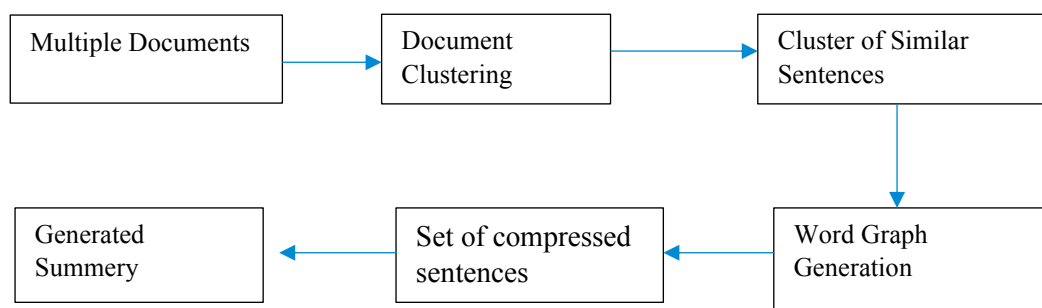 Multiple Documents
Document
Clustering
Cluster of Similar
Sentences
Generated
Summery
Set of compressed
sentences
Word Graph
Generation